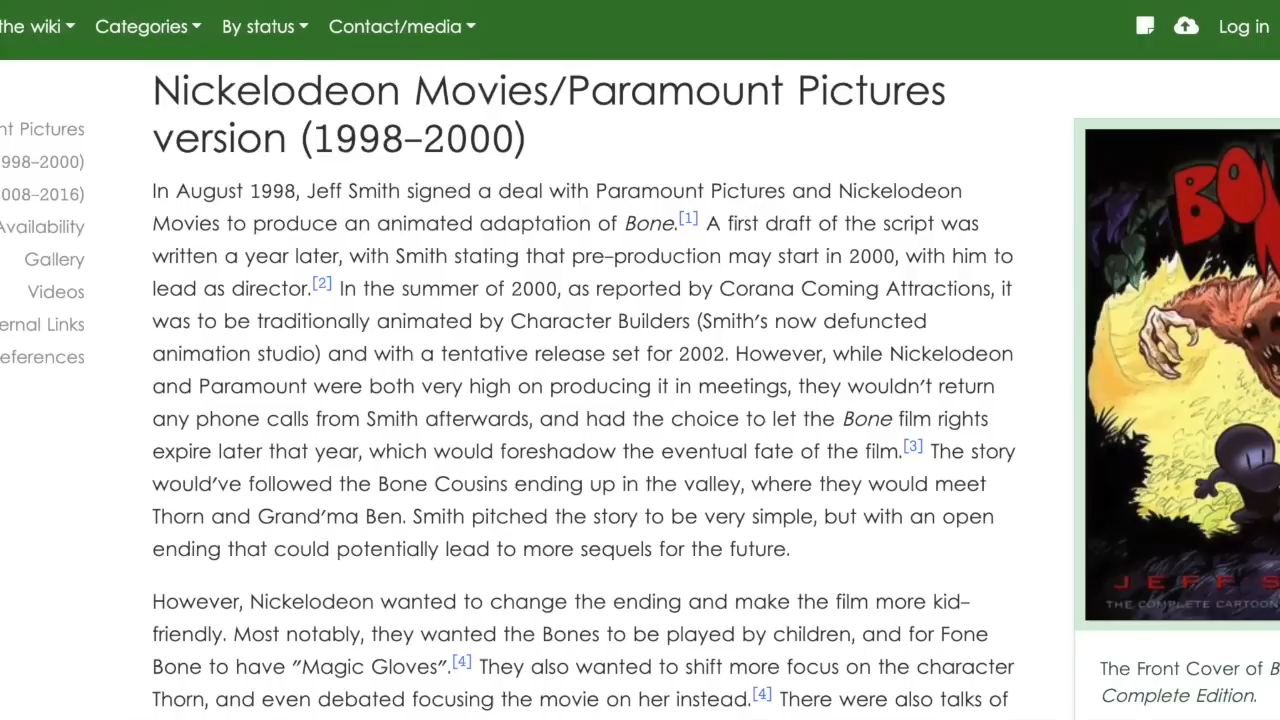 the wiki Categories By status Contact/media Log in
Nickelodeon Movies/Paramount Pictures
version (1998–2000)
nt Pictures
998–2000)
008–2016)
Availability
Gallery
Videos
ernal Links
eferences
In August 1998, Jeff Smith signed a deal with Paramount Pictures and Nickelodeon
Movies to produce an animated adaptation of Bone.[1] A first draft of the script was
written a year later, with Smith stating that pre-production may start in 2000, with him to
lead as director.[2] In the summer of 2000, as reported by Corana Coming Attractions, it
was to be traditionally animated by Character Builders (Smith's now defuncted
animation studio) and with a tentative release set for 2002. However, while Nickelodeon
and Paramount were both very high on producing it in meetings, they wouldn't return
any phone calls from Smith afterwards, and had the choice to let the Bone film rights
expire later that year, which would foreshadow the eventual fate of the film.[3] The story
would've followed the Bone Cousins ending up in the valley, where they would meet
Thorn and Grand'ma Ben. Smith pitched the story to be very simple, but with an open
ending that could potentially lead to more sequels for the future.
However, Nickelodeon wanted to change the ending and make the film more kid-
friendly. Most notably, they wanted the Bones to be played by children, and for Fone
Bone to have "Magic Gloves".[4] They also wanted to shift more focus on the character
Thorn, and even debated focusing the movie on her instead.[4] There were also talks of
BON
JEFF S
THE COMPLETE CARTOON
The Front Cover of B
Complete Edition.